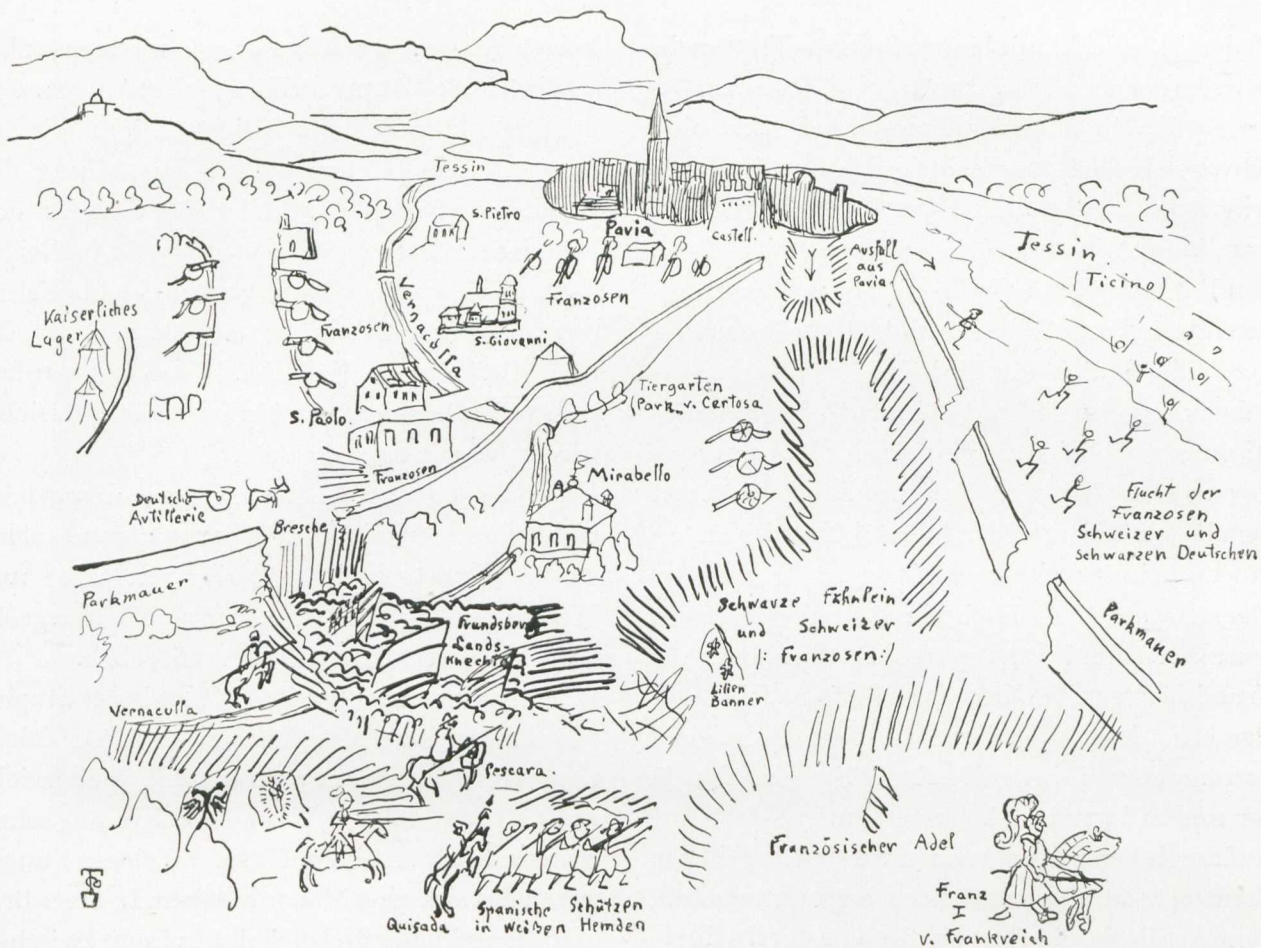 Tessin
S. Pietro
Pavia
Castell.
Ausfall
aus
Pavia
Tessin
(Ticino)
Franzosen
Kaiserliches
Lager
Franzosen
Vernacula
S. Giovanni
Tiergarten
(Park„ v. Certosa
S. Paolo.
Franzosen
Mirabello
Deutsche
Artillerie
Bresche
Flucht der
Franzosen
Schweizer und
schwarzen Deutschen
Parkmauer
Frundsberg
Lands-
Knechte
Schwarze Fähnlein
und Schweizer
/: Franzosen:/
Lilien
Banner
Parkmauer
Vernaculla
Pescara.
Französischer Adel
Quisada
Spanische Schützen
in Weißen Hemden
Franz
I
v. Frankreich